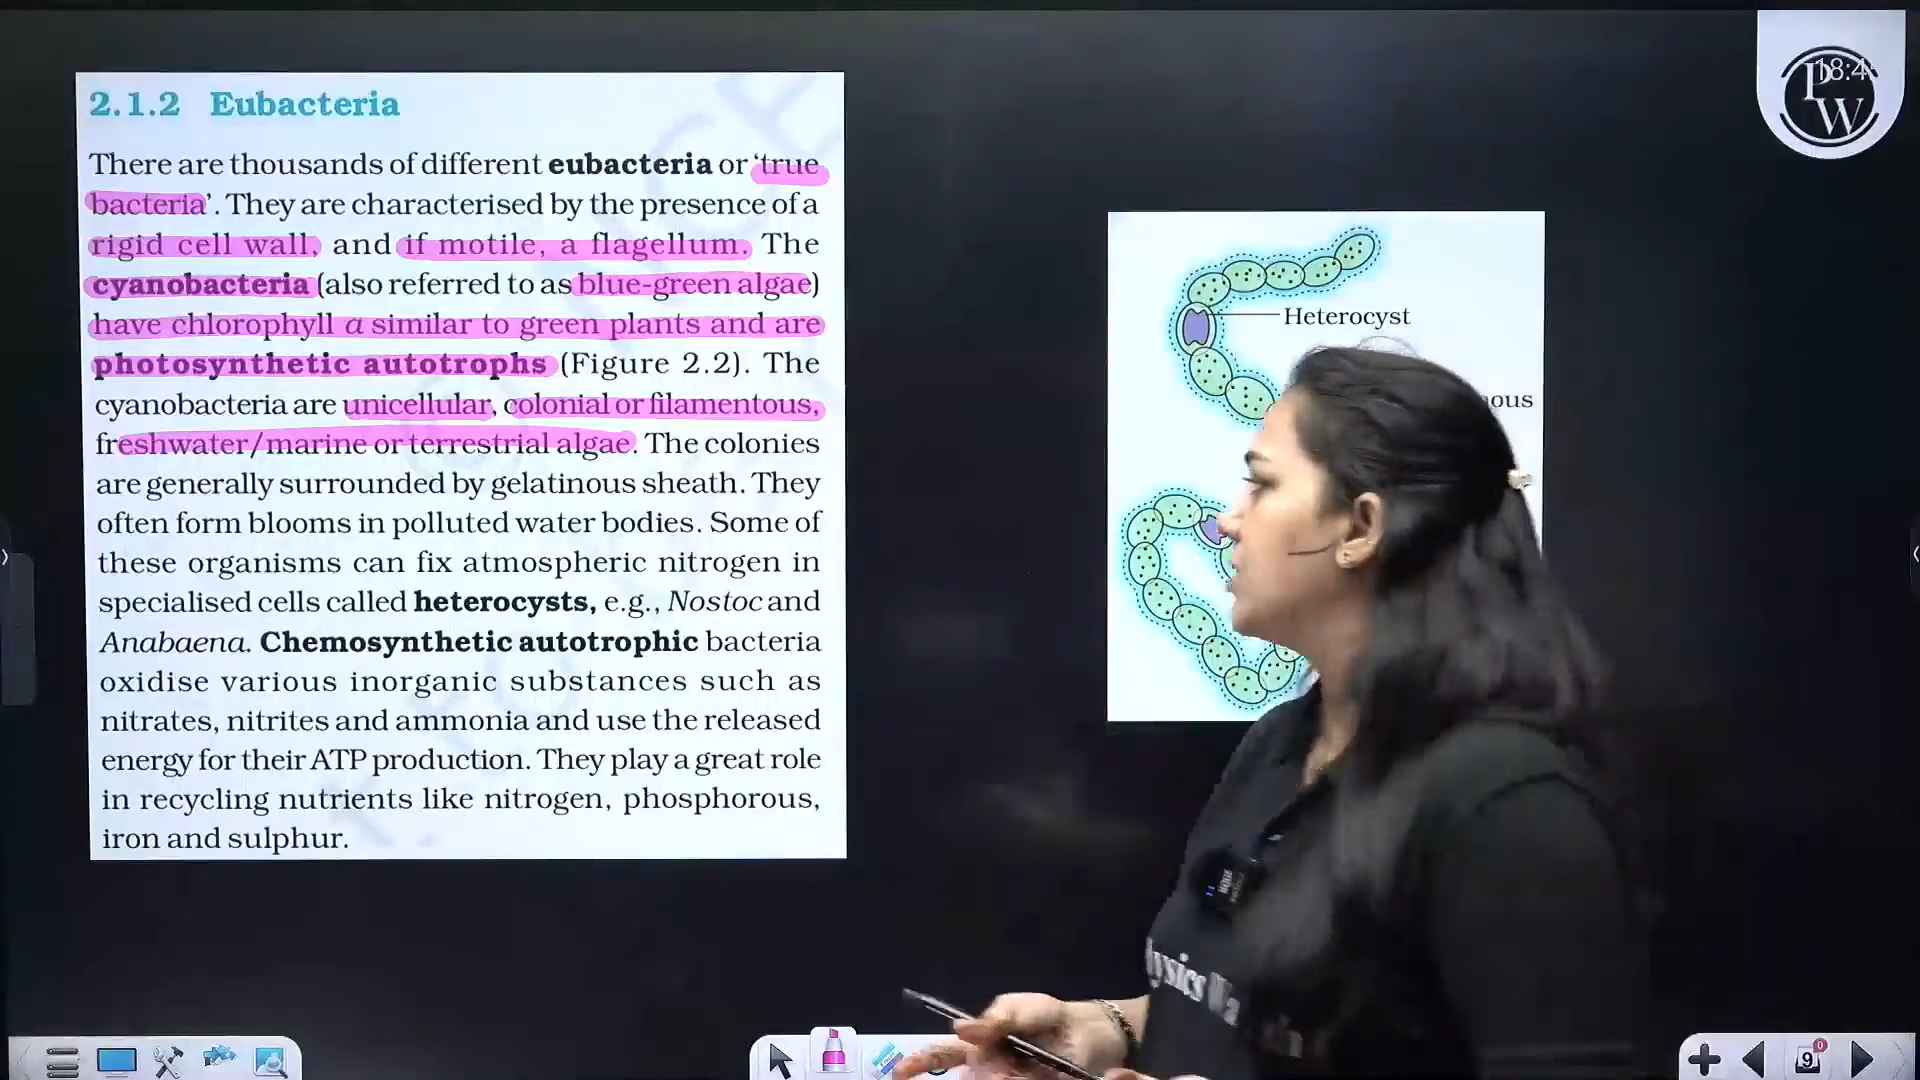 2.1.2 Eubacteria
There are thousands of different eubacteria or ‘true
bacteria’. They are characterised by the presence of a
rigid cell wall, and if motile, a flagellum. The
cyanobacteria (also referred to as blue-green algae)
have chlorophyll a similar to green plants and are
photosynthetic autotrophs (Figure 2.2). The
cyanobacteria are unicellular, colonial or filamentous,
freshwater/marine or terrestrial algae. The colonies
are generally surrounded by gelatinous sheath. They
often form blooms in polluted water bodies. Some of
these organisms can fix atmospheric nitrogen in
specialised cells called heterocysts, e.g., Nostoc and
Anabaena. Chemosynthetic autotrophic bacteria
oxidise various inorganic substances such as
nitrates, nitrites and ammonia and use the released
energy for their ATP production. They play a great role
in recycling nutrients like nitrogen, phosphorous,
iron and sulphur.
Heterocyst
PW
9
0